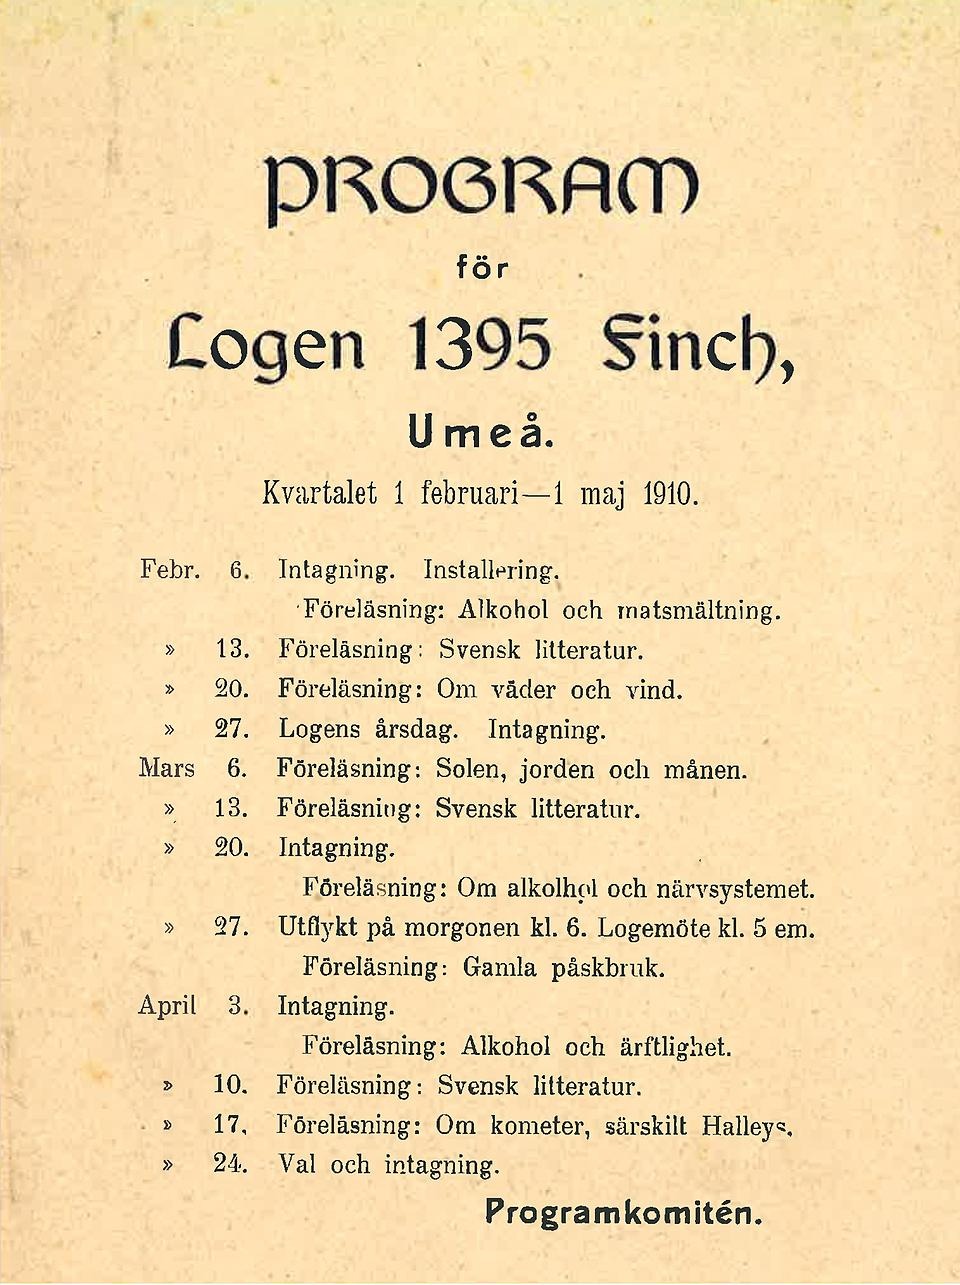 PROGRAM
för
Logen 1395 Finch,
Umeå.
Kvartalet 1 februari—1 maj 1910.
Febr. 6. Intagning. Installering.
Föreläsning: Alkohol och matsmältning.
» 13. Föreläsning: Svensk litteratur.
» 20. Föreläsning: Om väder och vind.
» 27. Logens årsdag. Intagning.
Mars 6. Föreläsning: Solen, jorden och månen.
» 13. Föreläsning: Svensk litteratur.
» 20. Intagning.
Föreläsning: Om alkolhol och närvsystemet.
» 27. Utflykt på morgonen kl. 6. Logemöte kl. 5 em.
Föreläsning: Gamla påskbruk.
April 3. Intagning.
Föreläsning: Alkohol och ärftlighet.
» 10. Föreläsning: Svensk litteratur.
» 17. Föreläsning: Om kometer, särskilt Halleys.
» 24. Val och intagning.
Programkomitén.